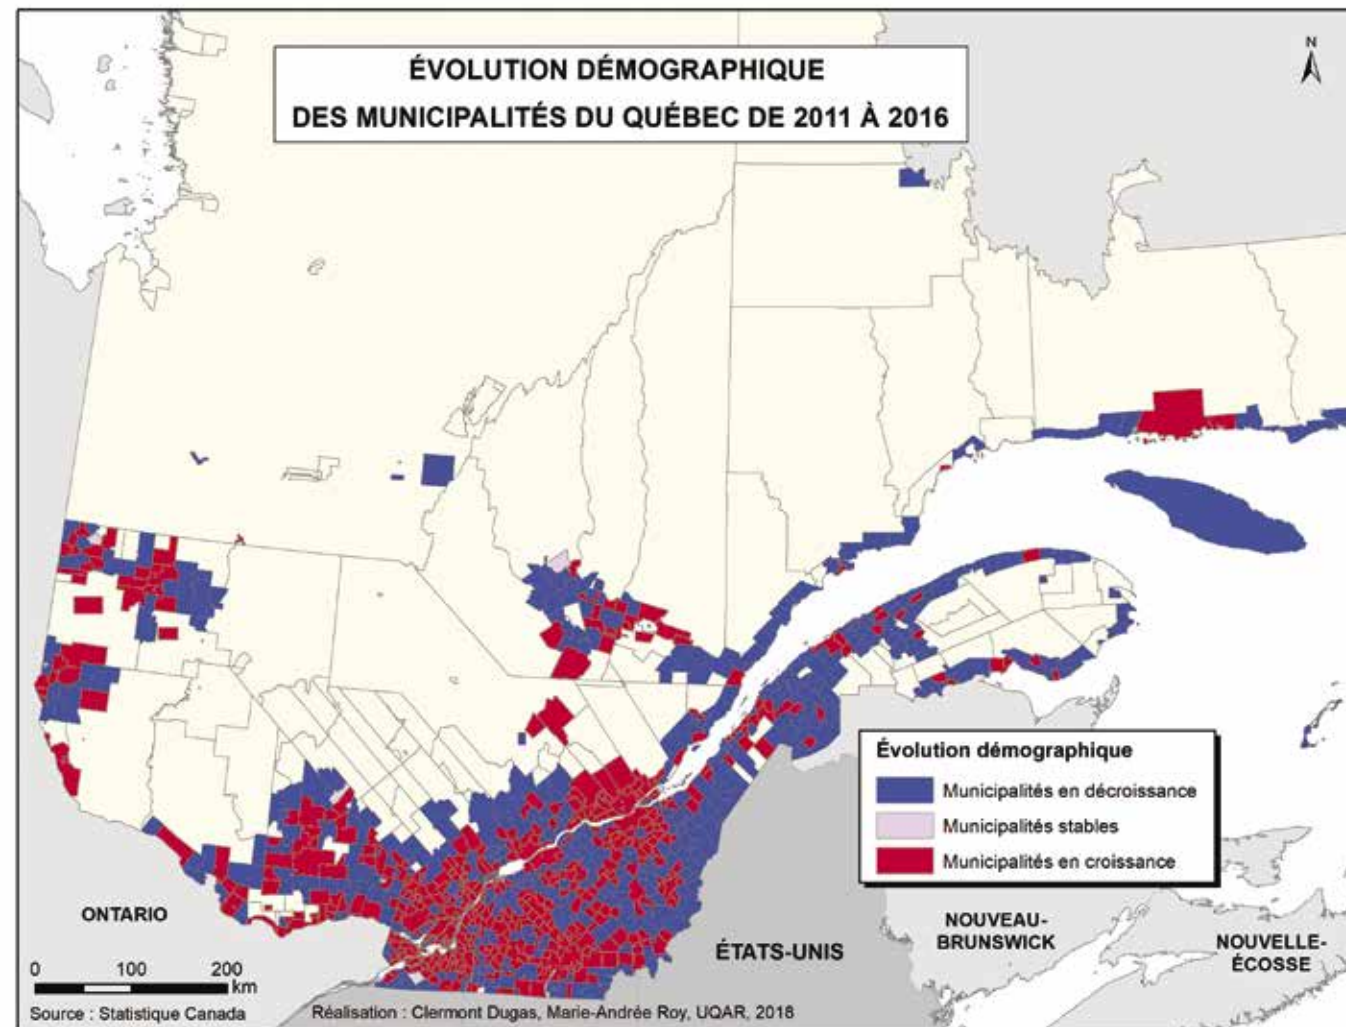 ÉVOLUTION DÉMOGRAPHIQUE
DES MUNICIPALITÉS DU QUÉBEC DE 2011 À 2016
N
Évolution démographique
Municipalités en décroissance
Municipalités stables
Municipalités en croissance
ONTARIO
ÉTATS-UNIS
NOUVEAU-
BRUNSWICK
NOUVELLE-
ÉCOSSE
0 100 200
km
Source : Statistique Canada
Réalisation : Clermont Dugas, Marie-Andrée Roy, UQAR, 2018